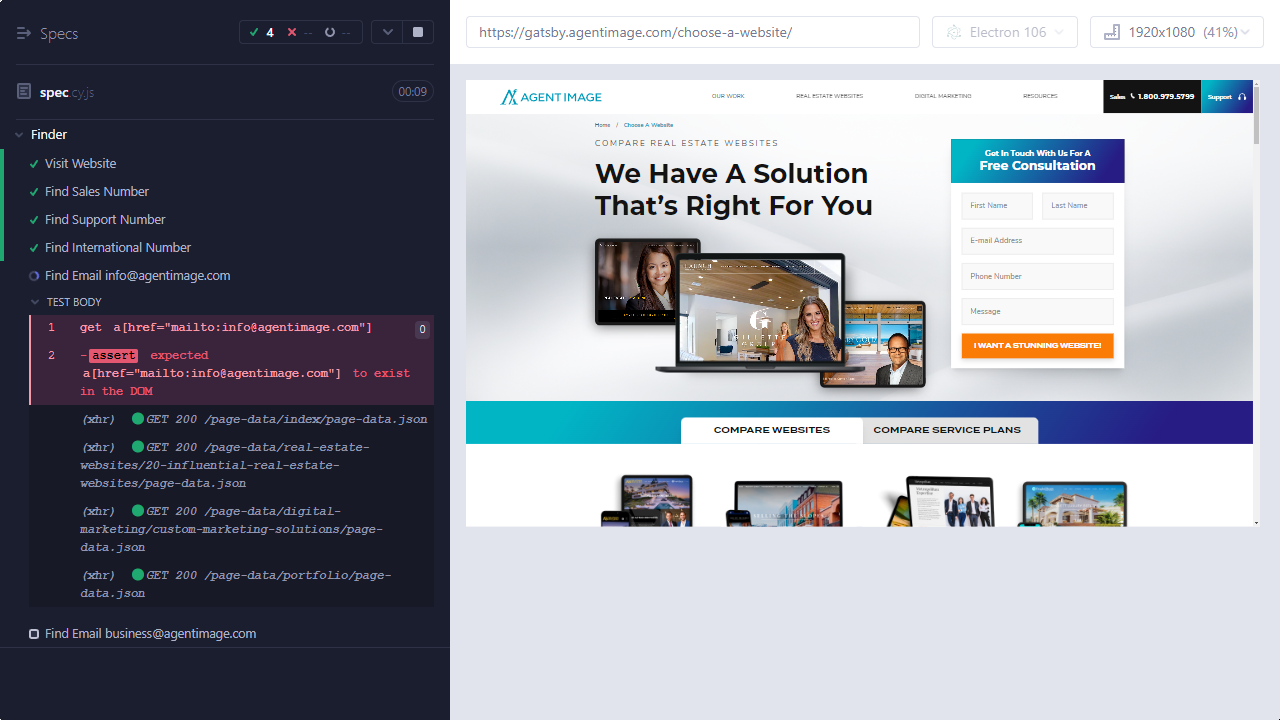 Specs
4 -- --
spec.cy.js
00:09
Finder
Visit Website
Find Sales Number
Find Support Number
Find International Number
Find Email info@agentimage.com
TEST BODY
1 get a[href="mailto:info@agentimage.com"] 0
2 -assert expected
a[href="mailto:info@agentimage.com"] to exist
in the DOM
(xhr) GET 200 /page-data/index/page-data.json
(xhr) GET 200 /page-data/real-estate-
websites/20-influential-real-estate-
websites/page-data.json
(xhr) GET 200 /page-data/digital-
marketing/custom-marketing-solutions/page-
data.json
(xhr) GET 200 /page-data/portfolio/page-
data.json
Find Email business@agentimage.com
https://gatsby.agentimage.com/choose-a-website/
Electron 106
1920x1080 (41%)
AGENT IMAGE
OUR WORK
REAL ESTATE WEBSITES
DIGITAL MARKETING
RESOURCES
Sales 1.800.979.5799
Support
Home / Choose A Website
COMPARE REAL ESTATE WEBSITES
We Have A Solution
That's Right For You
GILLETTE
GROUP
Get In Touch With Us For A
Free Consultation
First Name
Last Name
E-mail Address
Phone Number
Message
I WANT A STUNNING WEBSITE!
COMPARE WEBSITES
COMPARE SERVICE PLANS